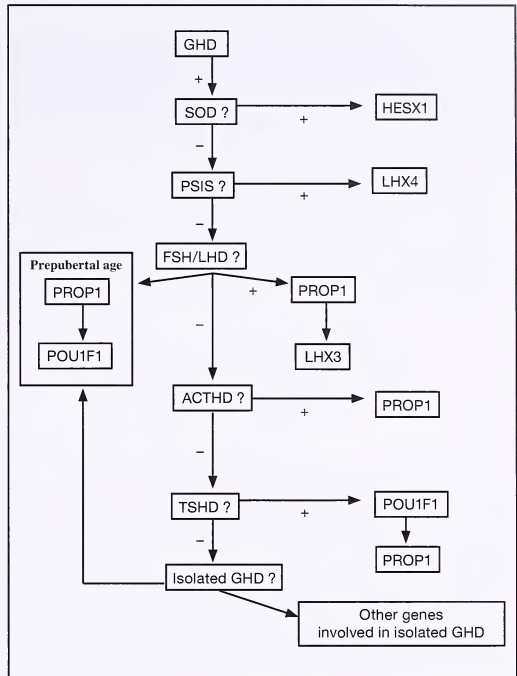 GHD
+
SOD ?
+
HESX1
−
PSIS ?
+
LHX4
−
FSH/LHD ?
Prepubertal age
PROP1
POU1F1
+
PROP1
LHX3
−
ACTHD ?
+
PROP1
−
TSHD ?
+
POU1F1
PROP1
−
Isolated GHD ?
Other genes
involved in isolated GHD